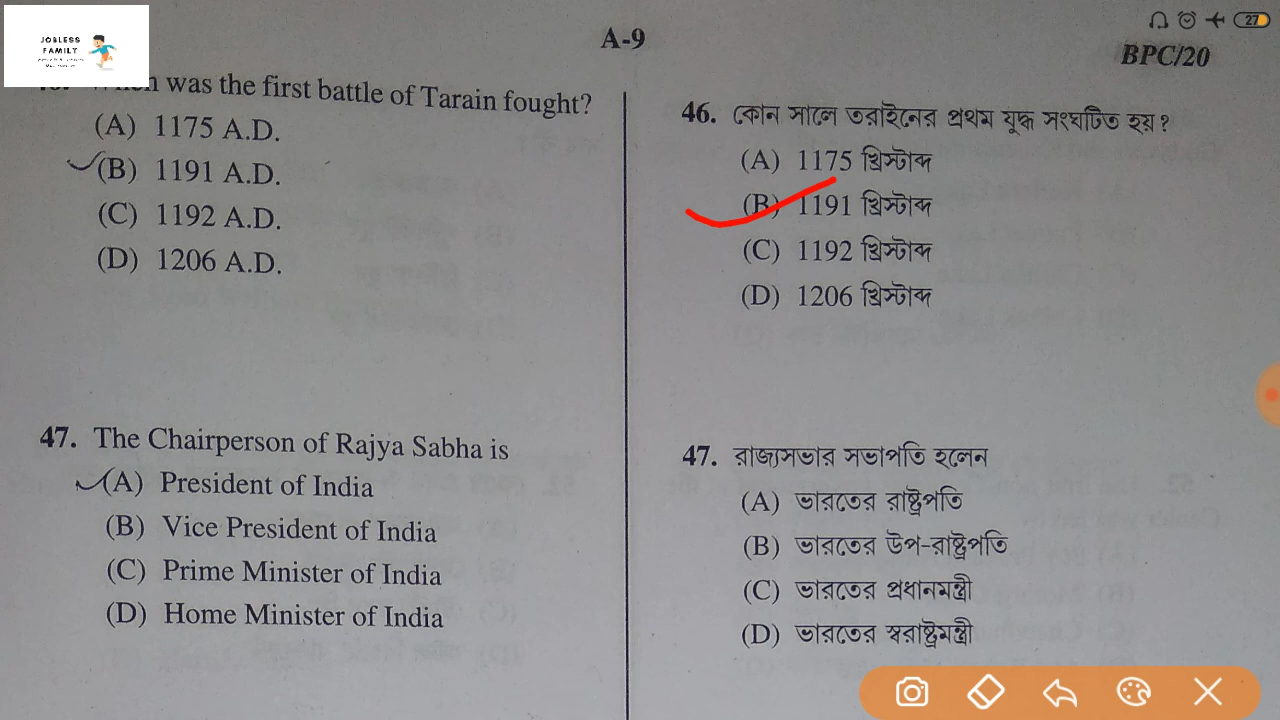 JOBLESS
FAMILY
A-9
27
BPC/20
was the first battle of Tarain fought?
(A) 1175 A.D.
(B) 1191 A.D.
(C) 1192 A.D.
(D) 1206 A.D.
47. The Chairperson of Rajya Sabha is
(A) President of India
(B) Vice President of India
(C) Prime Minister of India
(D) Home Minister of India
46. কোন সালে তরাইনের প্রথম যুদ্ধ সংঘটিত হয়?
(A) 1175 খ্রিস্টাব্দ
(B) 1191 খ্রিস্টাব্দ
(C) 1192 খ্রিস্টাব্দ
(D) 1206 খ্রিস্টাব্দ
47. রাজ্যসভার সভাপতি হলেন
(A) ভারতের রাষ্ট্রপতি
(B) ভারতের উপ-রাষ্ট্রপতি
(C) ভারতের প্রধানমন্ত্রী
(D) ভারতের স্বরাষ্ট্রমন্ত্রী